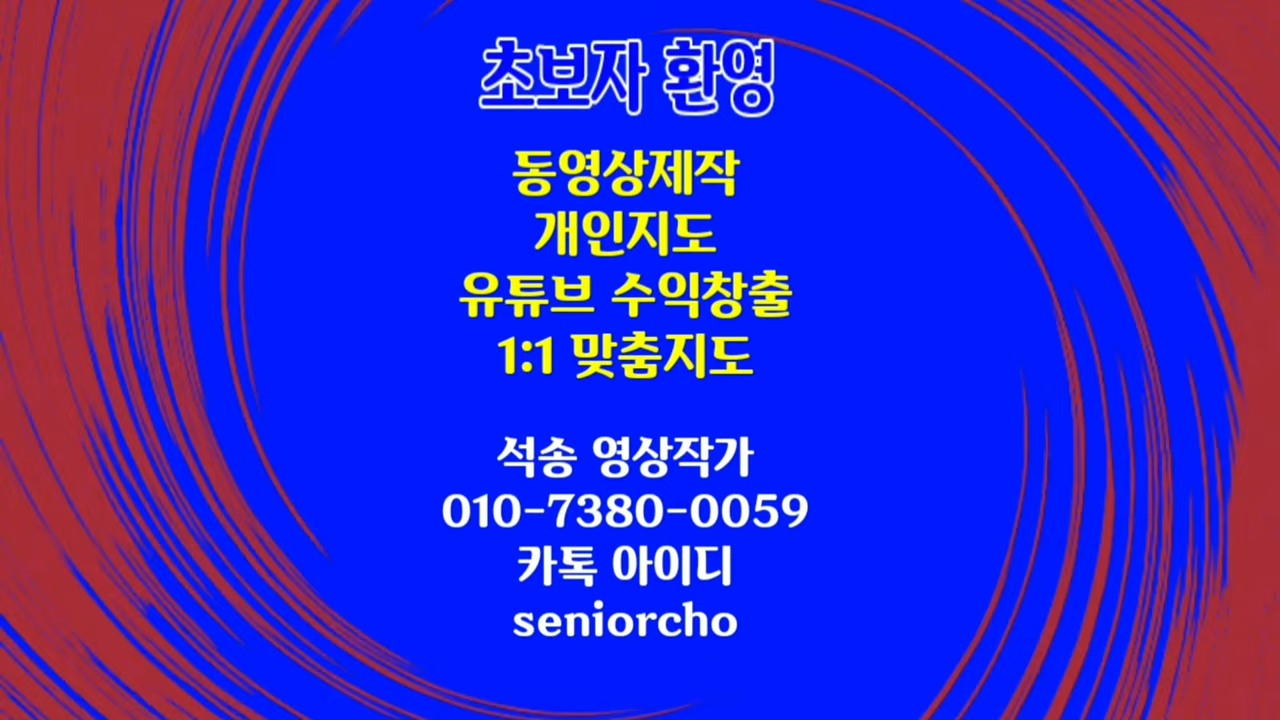 초보자 환영
동영상제작
개인지도
유튜브 수익창출
1:1 맞춤지도
석송 영상작가
010-7380-0059
카톡 아이디
seniorcho